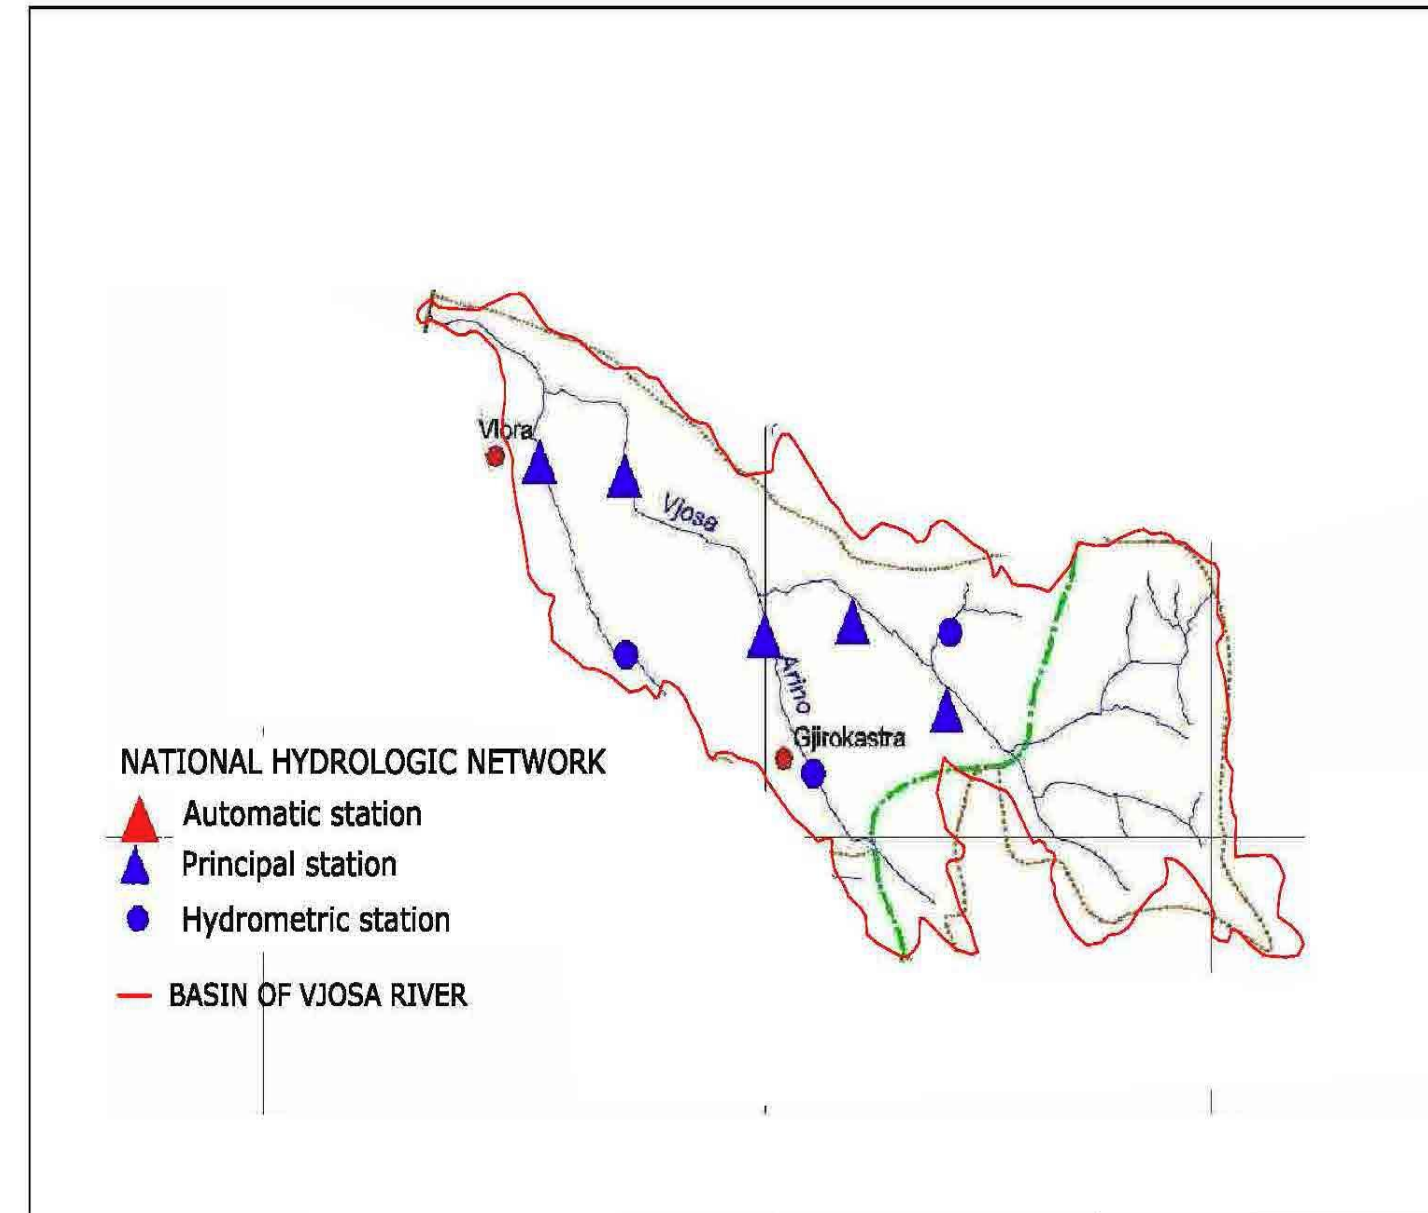 Vlora
Vjosa
Arino
Gjirokastra
NATIONAL HYDROLOGIC NETWORK
Automatic station
Principal station
Hydrometric station
BASIN OF VJOSA RIVER